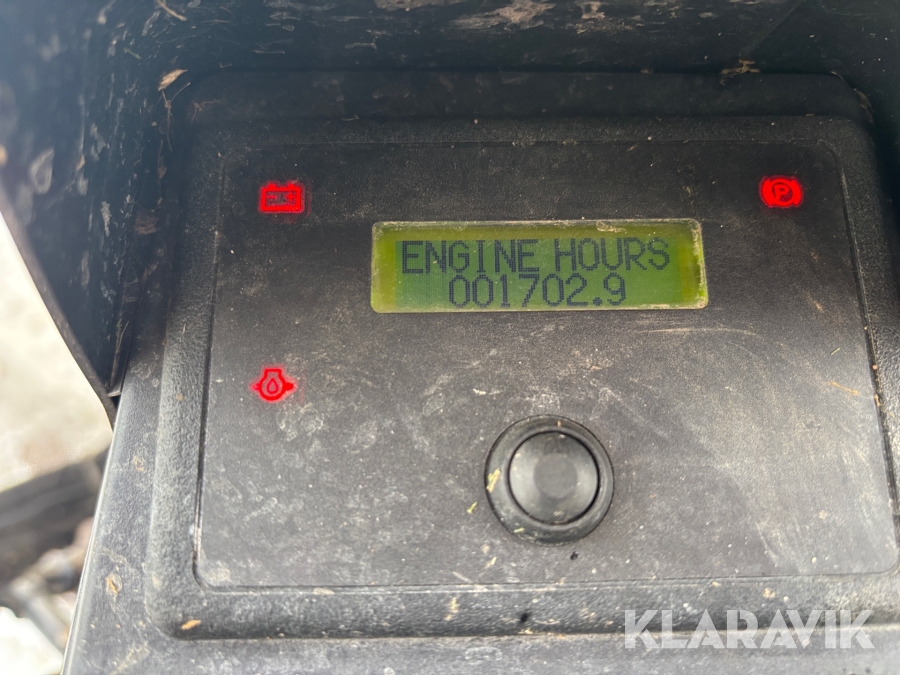 P
ENGINE HOURS
001702.9
KLARAVIK